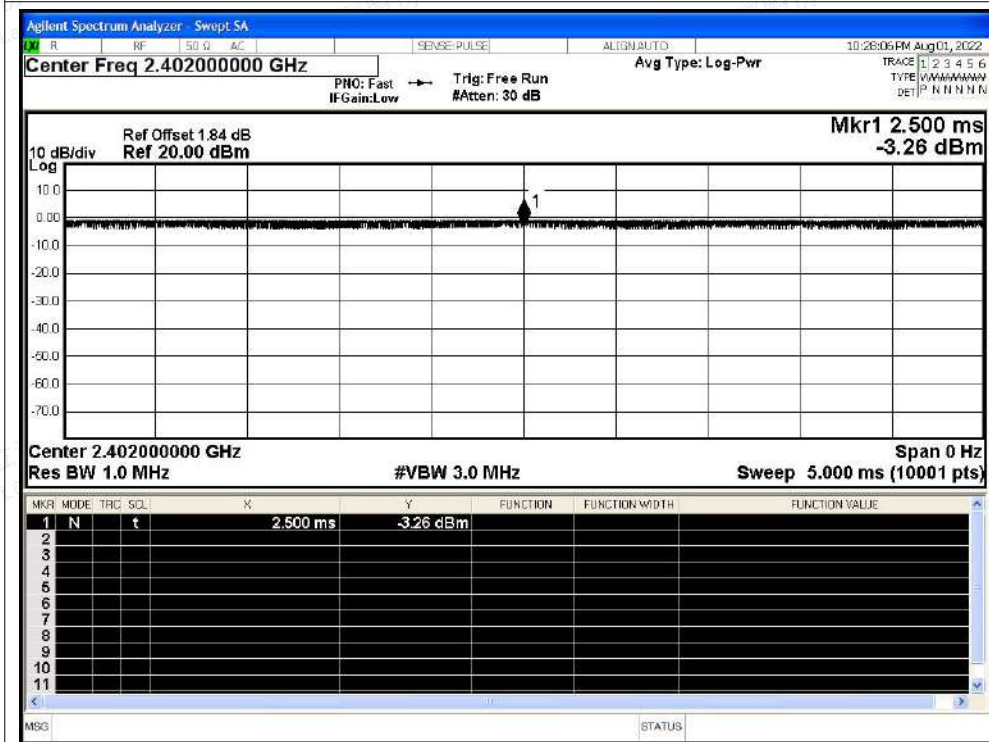 Agilent Spectrum Analyzer - Swept SA
LXI R RF 50 Ω AC SENSE:PULSE ALIGNAUTO 10:28:06 PM Aug 01, 2022
Center Freq 2.402000000 GHz Avg Type: Log-Pwr TRACE 1 2 3 4 5 6
PNO: Fast Trig: Free Run TYPE WWWWWWWW
IFGain:Low #Atten: 30 dB DET P N N N N N
Mkr1 2.500 ms
Ref Offset 1.84 dB
10 dB/div Ref 20.00 dBm -3.26 dBm
Log
10.0
1
0.00
-10.0
-20.0
-30.0
-40.0
-50.0
-60.0
-70.0
Center 2.402000000 GHz Span 0 Hz
Res BW 1.0 MHz #VBW 3.0 MHz Sweep 5.000 ms (10001 pts)
MKR MODE TRC SCL X Y FUNCTION FUNCTION WIDTH FUNCTION VALUE
1 N t 2.500 ms -3.26 dBm
2
3
4
5
6
7
8
9
10
11
MSG STATUS